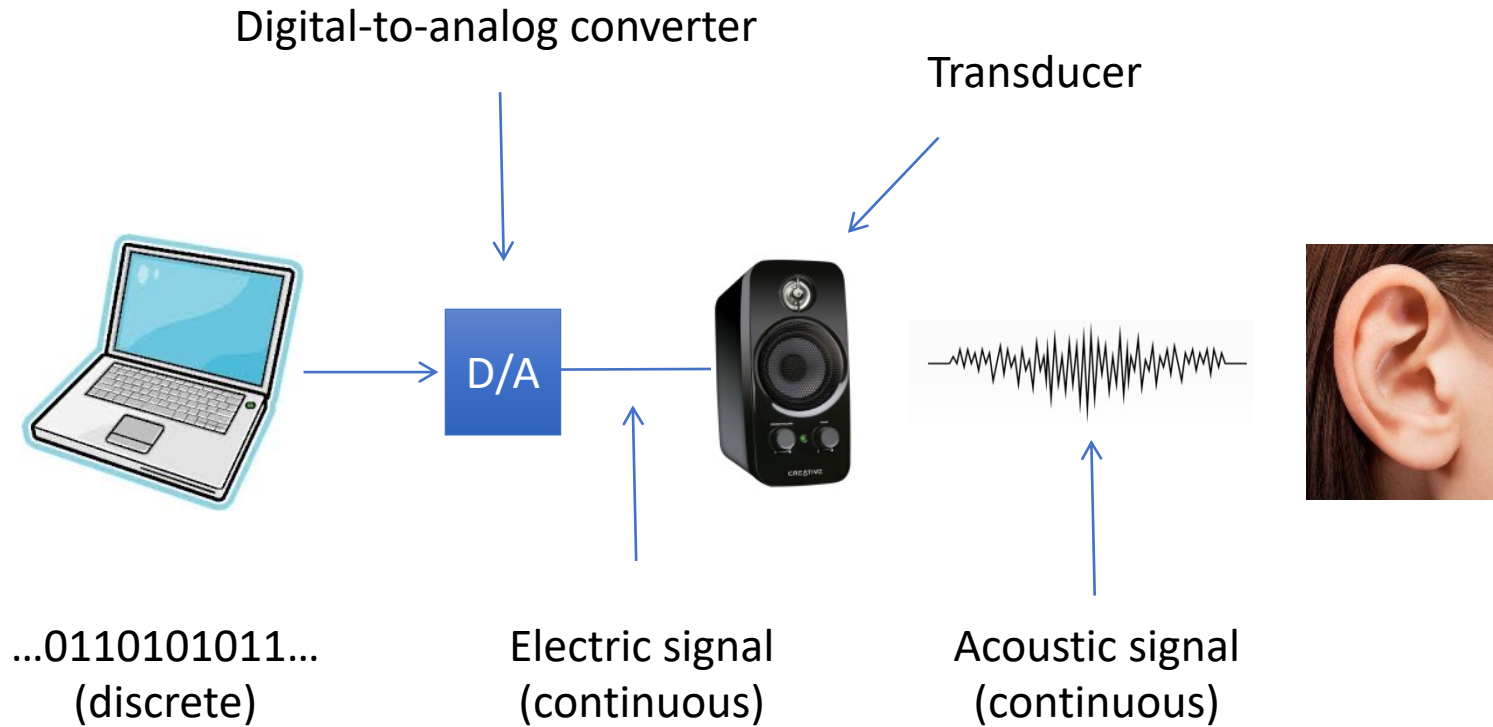 Digital-to-analog converter
Transducer
D/A
CREATIVE
...0110101011...
(discrete)
Electric signal
(continuous)
Acoustic signal
(continuous)